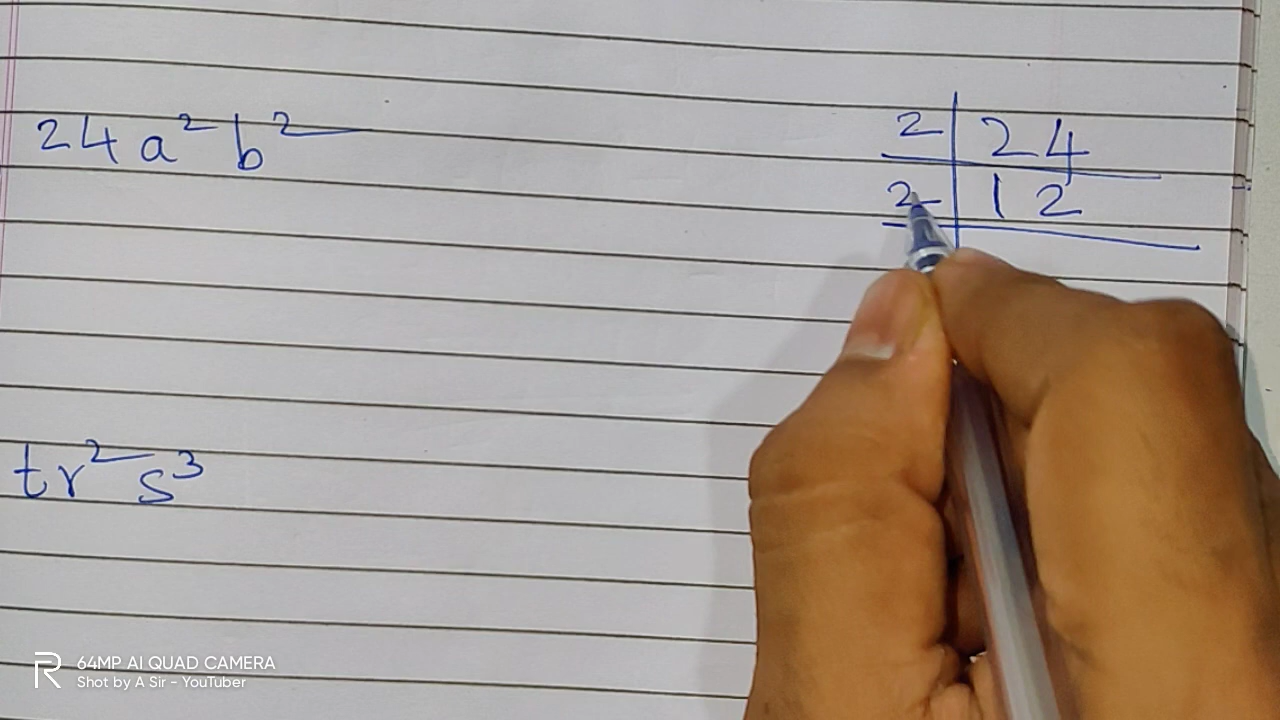 24a²b²
2 | 24
2 | 12
tr²s³
64MP AI QUAD CAMERA
Shot by A Sir - YouTuber